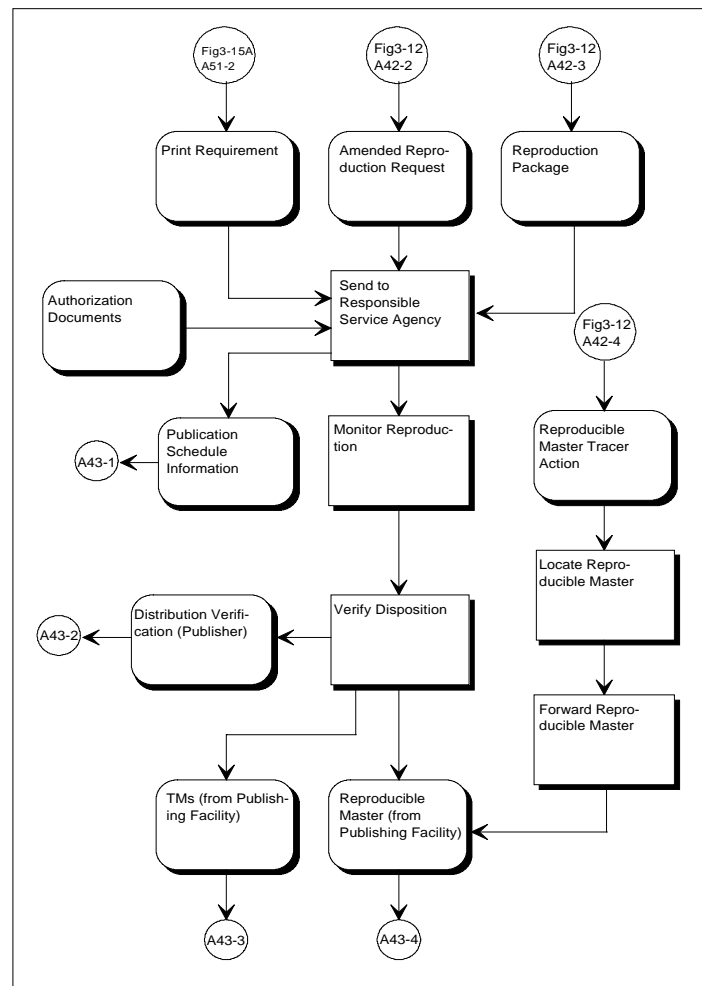 Fig3-15A
A51-2
Fig3-12
A42-2
Fig3-12
A42-3
Print Requirement
Amended Repro-
duction Request
Reproduction
Package
Authorization
Documents
Send to
Responsible
Service Agency
Fig3-12
A42-4
A43-1
Publication
Schedule
Information
Monitor Reproduc-
tion
Reproducible
Master Tracer
Action
Locate Repro-
ducible Master
A43-2
Distribution Verifi-
cation (Publisher)
Verify Disposition
Forward Repro-
ducible Master
TMs (from Publish-
ing Facility)
Reproducible
Master (from
Publishing Facility)
A43-3
A43-4